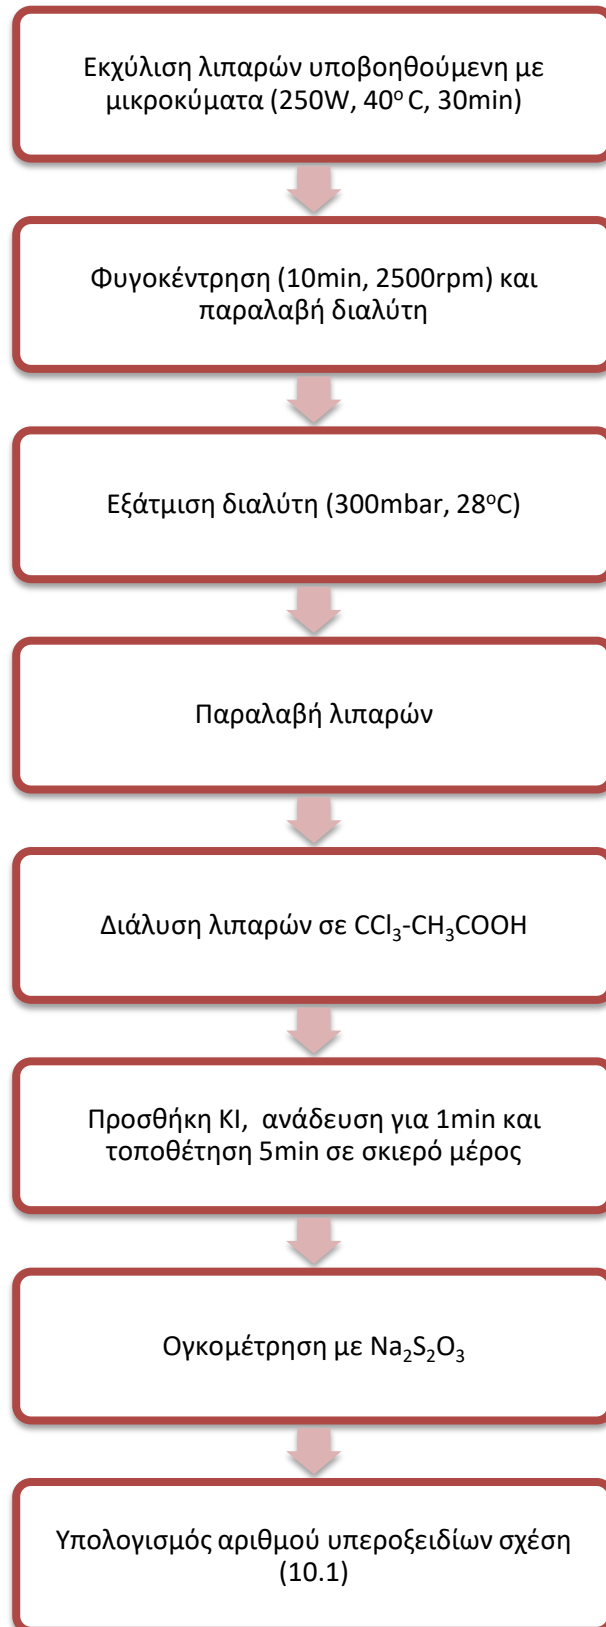 Εκχύλιση λιπαρών υποβοηθούμενη με
μικροκύματα (250W, 40ᵒ C, 30min)
Φυγοκέντρηση (10min, 2500rpm) και
παραλαβή διαλύτη
Εξάτμιση διαλύτη (300mbar, 28ᵒC)
Παραλαβή λιπαρών
Διάλυση λιπαρών σε CCl₃-CH₃COOH
Προσθήκη KI, ανάδευση για 1min και
τοποθέτηση 5min σε σκιερό μέρος
Ογκομέτρηση με Na₂S₂O₃
Υπολογισμός αριθμού υπεροξειδίων σχέση
(10.1)